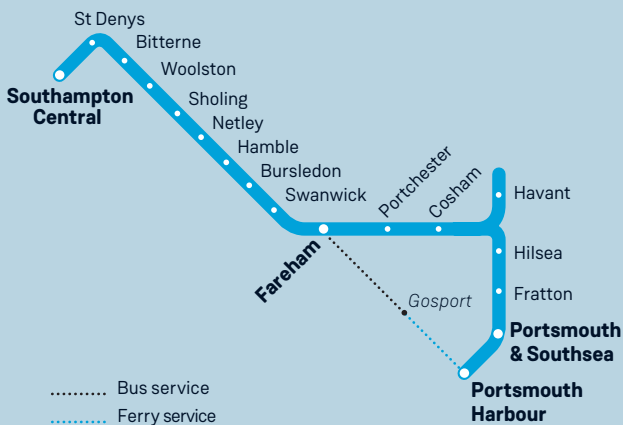 St Denys
Bitterne
Woolston
Southampton
Central
Sholing
Netley
Hamble
Bursledon
Swanwick
Fareham
Portchester
Cosham
Havant
Hilsea
Gosport
Fratton
Portsmouth
& Southsea
Portsmouth
Harbour
Bus service
Ferry service